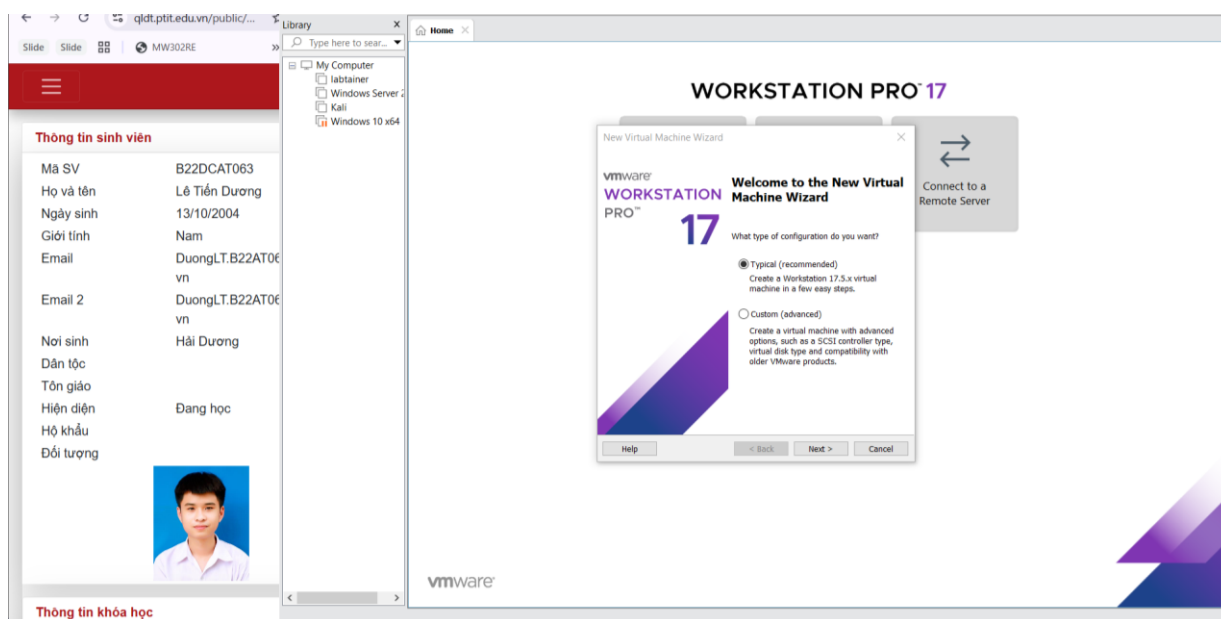 qldt.ptit.edu.vn/public/...
Slide Slide MW302RE »
Thông tin sinh viên
Mã SV B22DCAT063
Họ và tên Lê Tiến Dương
Ngày sinh 13/10/2004
Giới tính Nam
Email DuongLT.B22AT06
vn
Email 2 DuongLT.B22AT06
vn
Nơi sinh Hải Dương
Dân tộc
Tôn giáo
Hiện diện Đang học
Hộ khẩu
Đối tượng
Thông tin khóa học
Library x
Type here to sear...
My Computer
labtainer
Windows Server 2
Kali
Windows 10 x64
Home
WORKSTATION PRO™ 17
Connect to a
Remote Server
New Virtual Machine Wizard
vmware
WORKSTATION
PRO™
17
Welcome to the New Virtual
Machine Wizard
What type of configuration do you want?
Typical (recommended)
Create a Workstation 17.5.x virtual
machine in a few easy steps.
Custom (advanced)
Create a virtual machine with advanced
options, such as a SCSI controller type,
virtual disk type and compatibility with
older VMware products.
Help < Back Next > Cancel
vmware